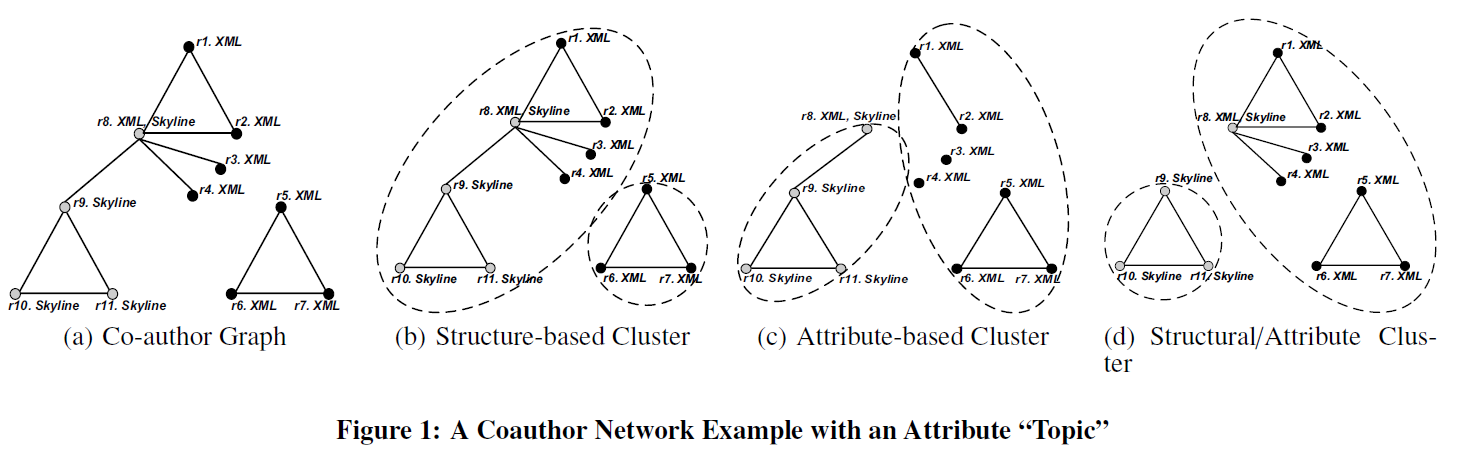 r1. XML
r8. XML, Skyline
r2. XML
r3. XML
r4. XML
r9. Skyline
r5. XML
r10. Skyline
r11. Skyline
r6. XML
r7. XML
(a) Co-author Graph
r1. XML
r8. XML, Skyline
r2. XML
r3. XML
r4. XML
r9. Skyline
r5. XML
r10. Skyline
r11. Skyline
r6. XML
r7. XML
(b) Structure-based Cluster
r1. XML
r8. XML, Skyline
r2. XML
r3. XML
r4. XML
r9. Skyline
r5. XML
r10. Skyline
r11. Skyline
r6. XML
r7. XML
(c) Attribute-based Cluster
r1. XML
r8. XML, Skyline
r2. XML
r3. XML
r4. XML
r9. Skyline
r5. XML
r10. Skyline
r11. Skyline
r6. XML
r7. XML
(d) Structural/Attribute Clus-
ter
Figure 1: A Coauthor Network Example with an Attribute “Topic”